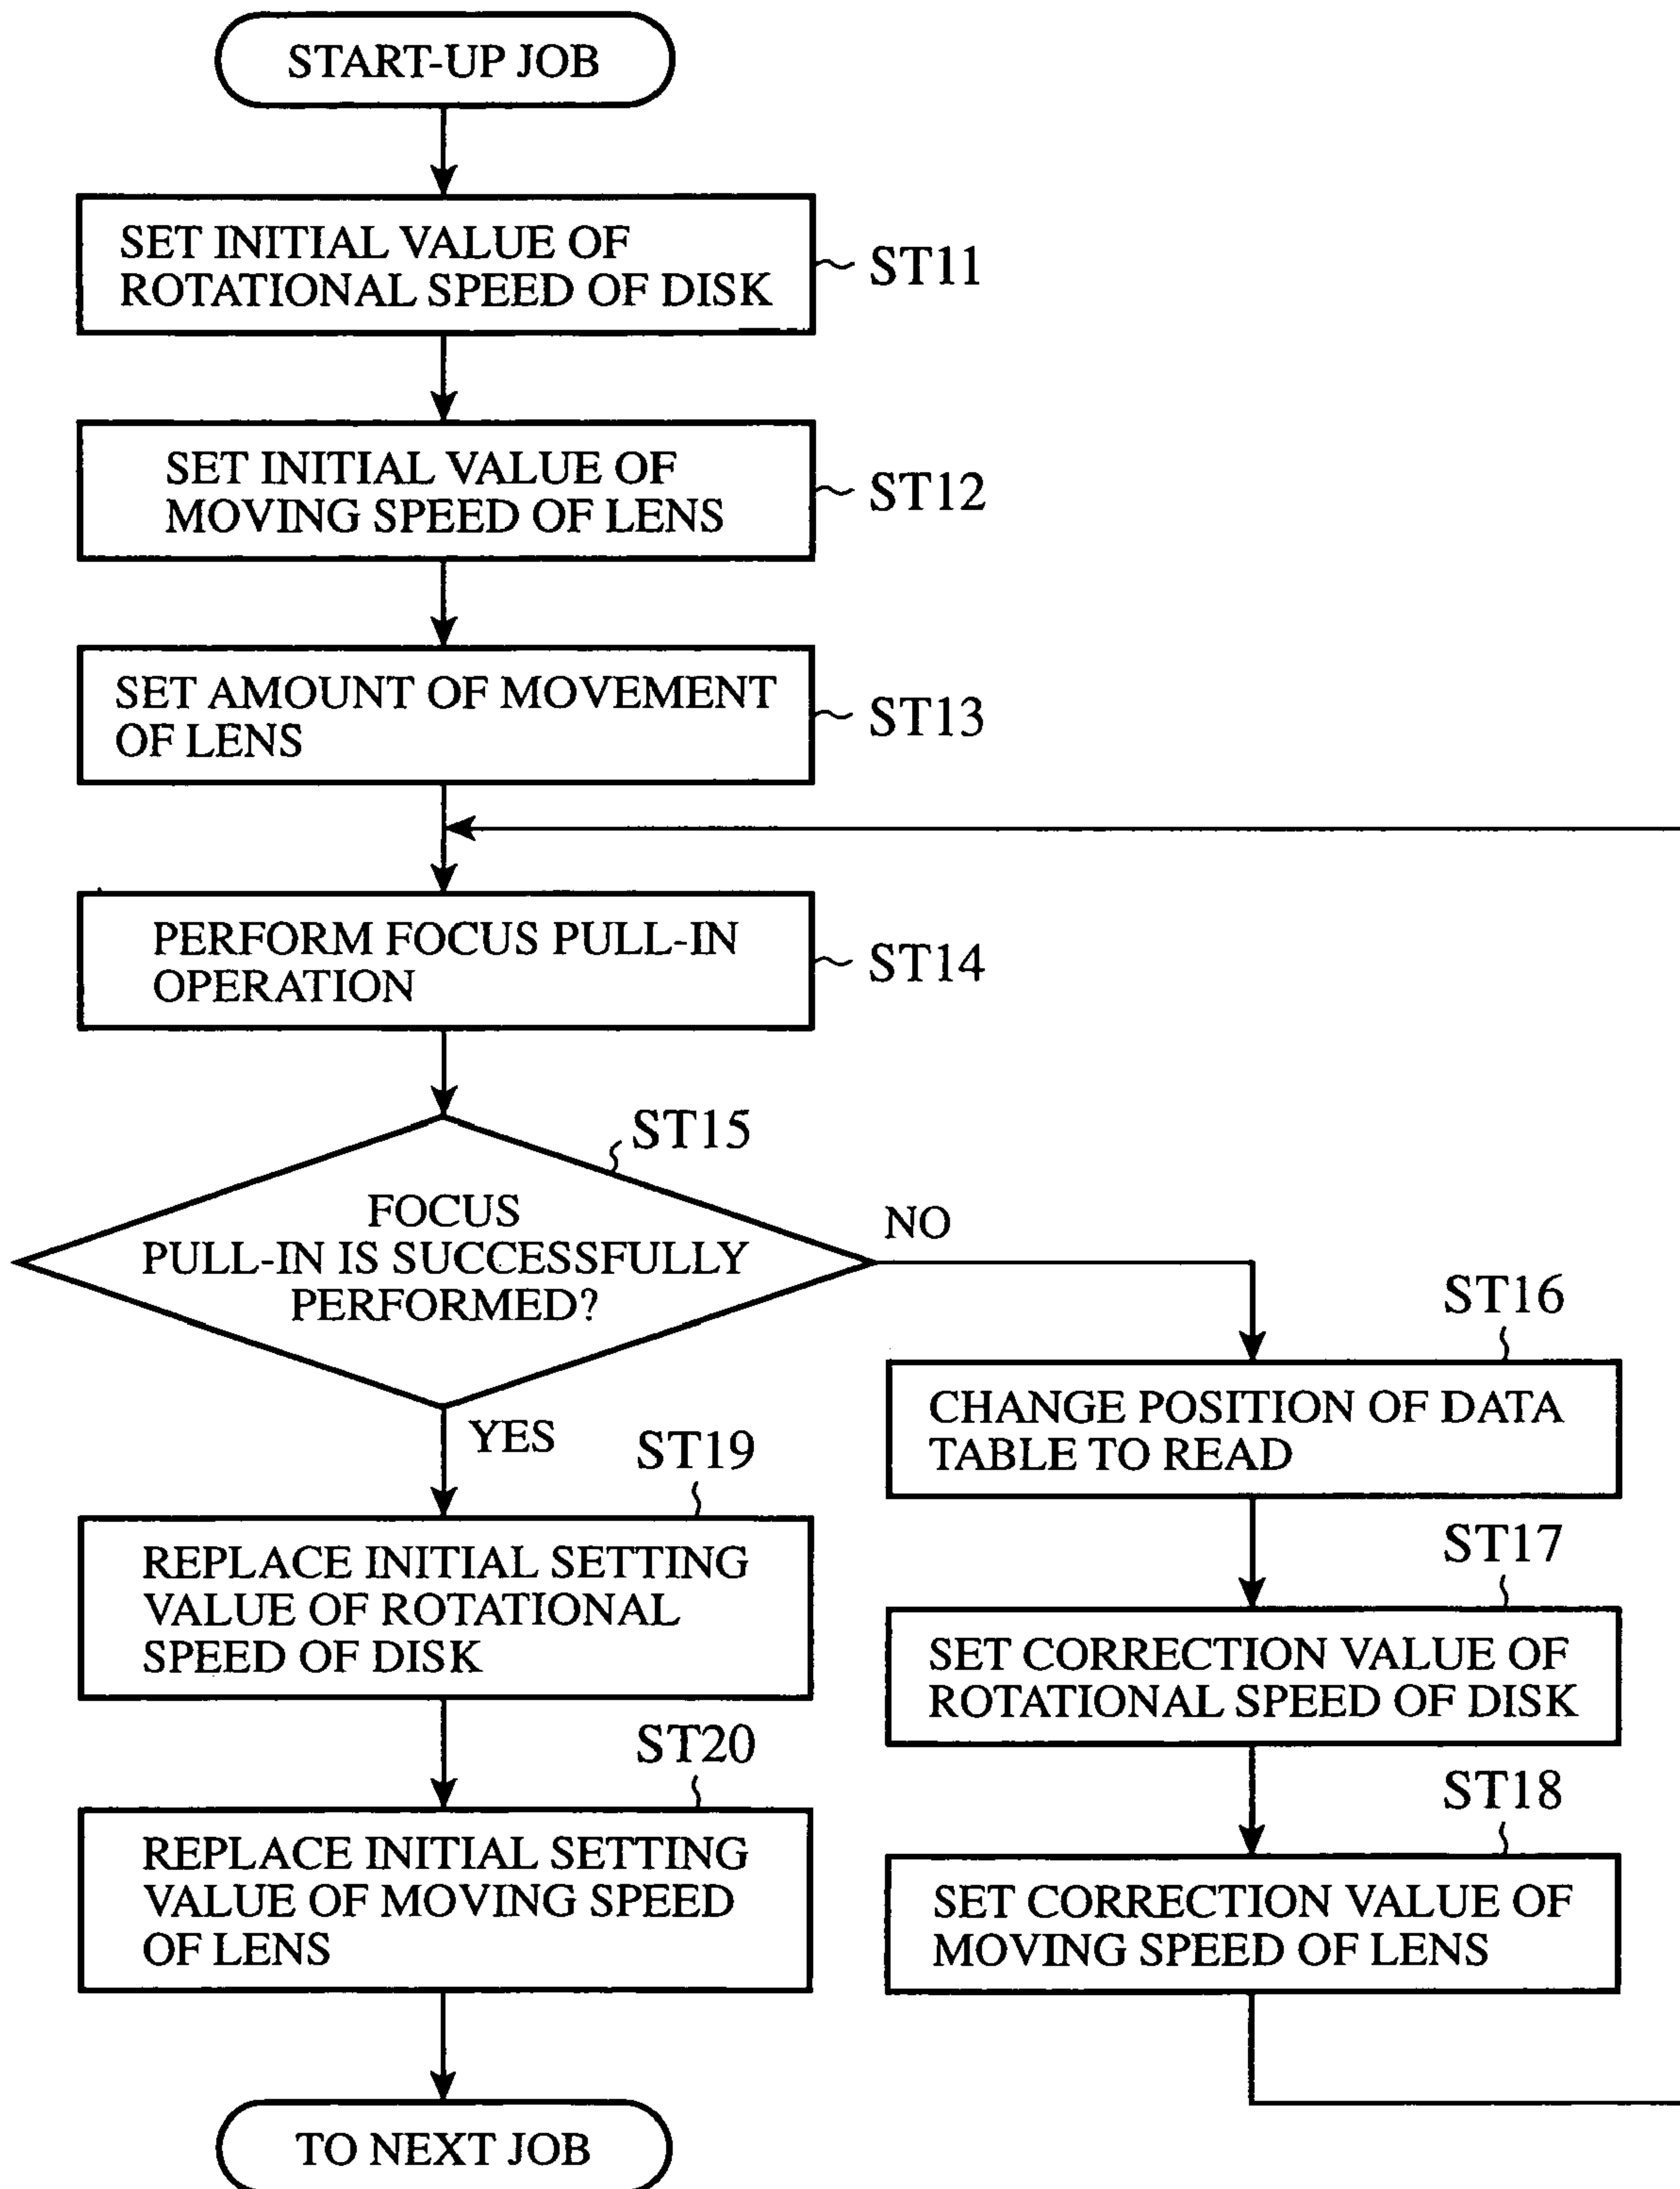 START-UP JOB
SET INITIAL VALUE OF
ROTATIONAL SPEED OF DISK
ST11
SET INITIAL VALUE OF
MOVING SPEED OF LENS
ST12
SET AMOUNT OF MOVEMENT
OF LENS
ST13
PERFORM FOCUS PULL-IN
OPERATION
ST14
ST15
FOCUS
PULL-IN IS SUCCESSFULLY
PERFORMED?
NO
YES
ST16
CHANGE POSITION OF DATA
TABLE TO READ
ST17
SET CORRECTION VALUE OF
ROTATIONAL SPEED OF DISK
ST18
SET CORRECTION VALUE OF
MOVING SPEED OF LENS
ST19
REPLACE INITIAL SETTING
VALUE OF ROTATIONAL
SPEED OF DISK
ST20
REPLACE INITIAL SETTING
VALUE OF MOVING SPEED
OF LENS
TO NEXT JOB